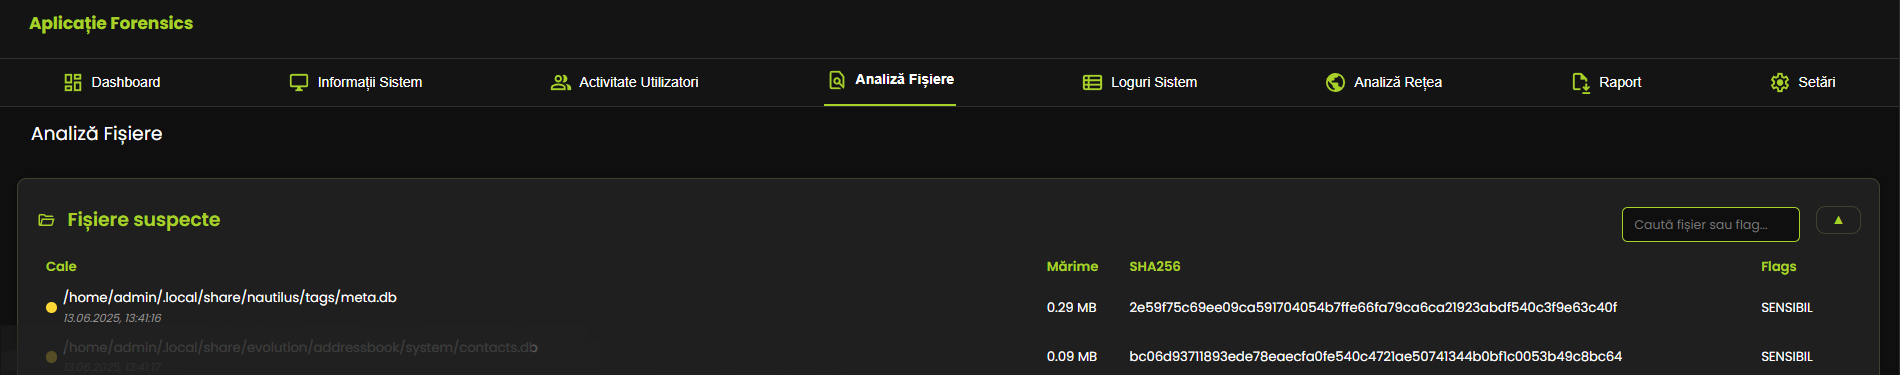 Aplicație Forensics
Dashboard Informații Sistem Activitate Utilizatori Analiză Fișiere Loguri Sistem Analiză Rețea Raport Setări
Analiză Fișiere
Fișiere suspecte
Caută fișier sau flag...
Cale Mărime SHA256 Flags
/home/admin/.local/share/nautilus/tags/meta.db
13.06.2025, 13:41:16
0.29 MB 2e59f75c69ee09ca591704054b7ffe66fa79ca6ca21923abdf540c3f9e63c40f SENSIBIL
/home/admin/.local/share/evolution/addressbook/system/contacts.db
13.06.2025, 13:41:17
0.09 MB bc06d93711893ede78eaecfa0fe540c4721ae50741344b0bf1c0053b49c8bc64 SENSIBIL